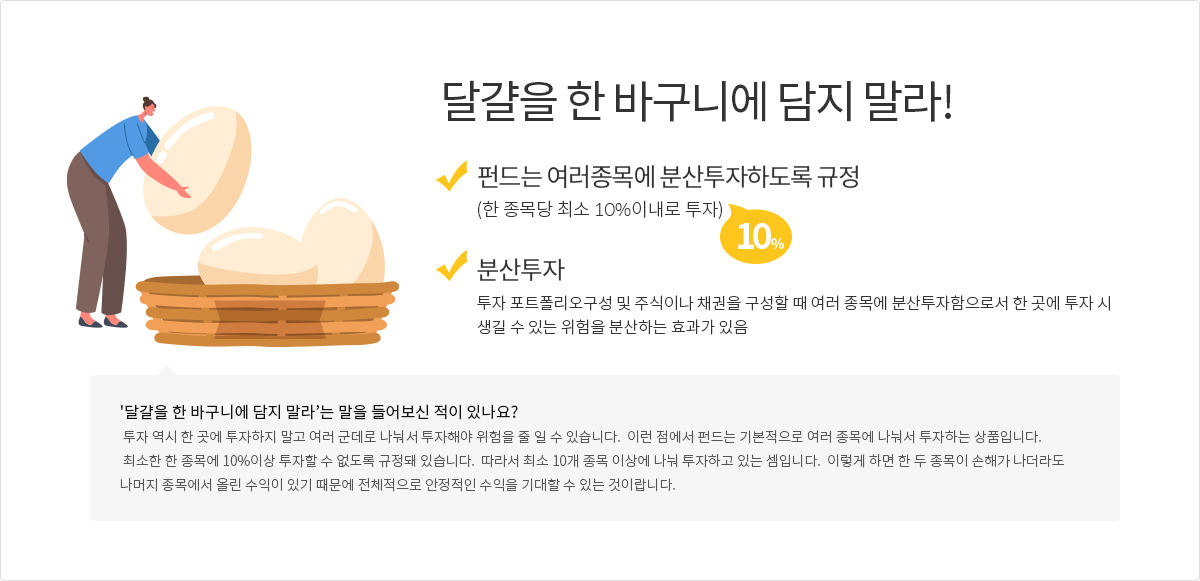 달걀을 한 바구니에 담지 말라!
펀드는 여러종목에 분산투자하도록 규정
(한 종목당 최소 10%이내로 투자)
10%
분산투자
투자 포트폴리오구성 및 주식이나 채권을 구성할 때 여러 종목에 분산투자함으로서 한 곳에 투자 시
생길 수 있는 위험을 분산하는 효과가 있음
'달걀을 한 바구니에 담지 말라’는 말을 들어보신 적이 있나요?
투자 역시 한 곳에 투자하지 말고 여러 군데로 나눠서 투자해야 위험을 줄 일 수 있습니다. 이런 점에서 펀드는 기본적으로 여러 종목에 나눠서 투자하는 상품입니다.
최소한 한 종목에 10%이상 투자할 수 없도록 규정돼 있습니다. 따라서 최소 10개 종목 이상에 나눠 투자하고 있는 셈입니다. 이렇게 하면 한 두 종목이 손해가 나더라도
나머지 종목에서 올린 수익이 있기 때문에 전체적으로 안정적인 수익을 기대할 수 있는 것이랍니다.